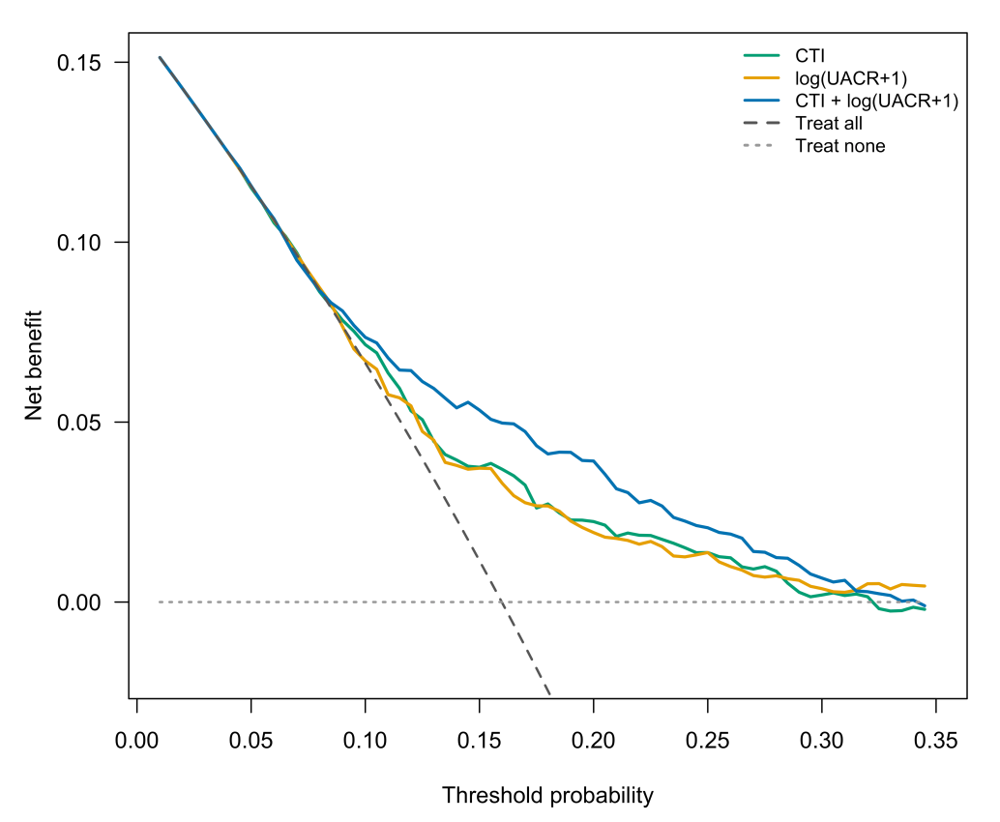 0.15
0.10
0.05
0.00
Net benefit
CTI
log(UACR+1)
CTI + log(UACR+1)
Treat all
Treat none
0.00 0.05 0.10 0.15 0.20 0.25 0.30 0.35
Threshold probability